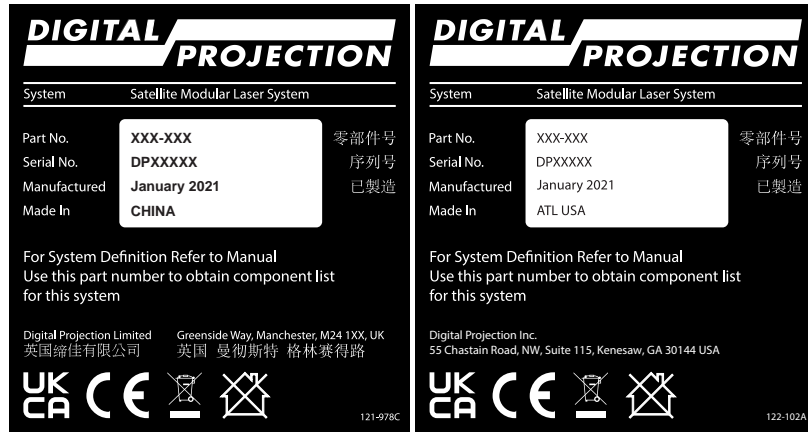 DIGITAL
PROJECTION
System Satellite Modular Laser System
Part No. XXX-XXX 零部件号
Serial No. DPXXXXX 序列号
Manufactured January 2021 已製造
Made In CHINA
For System Definition Refer to Manual
Use this part number to obtain component list
for this system
Digital Projection Limited Greenside Way, Manchester, M24 1XX, UK
英国缔佳有限公司 英国 曼彻斯特 格林赛得路
UK
CA CE
121-978C
DIGITAL
PROJECTION
System Satellite Modular Laser System
Part No. XXX-XXX 零部件号
Serial No. DPXXXXX 序列号
Manufactured January 2021 已製造
Made In ATL USA
For System Definition Refer to Manual
Use this part number to obtain component list
for this system
Digital Projection Inc.
55 Chastain Road, NW, Suite 115, Kenesaw, GA 30144 USA
UK
CA CE
122-102A